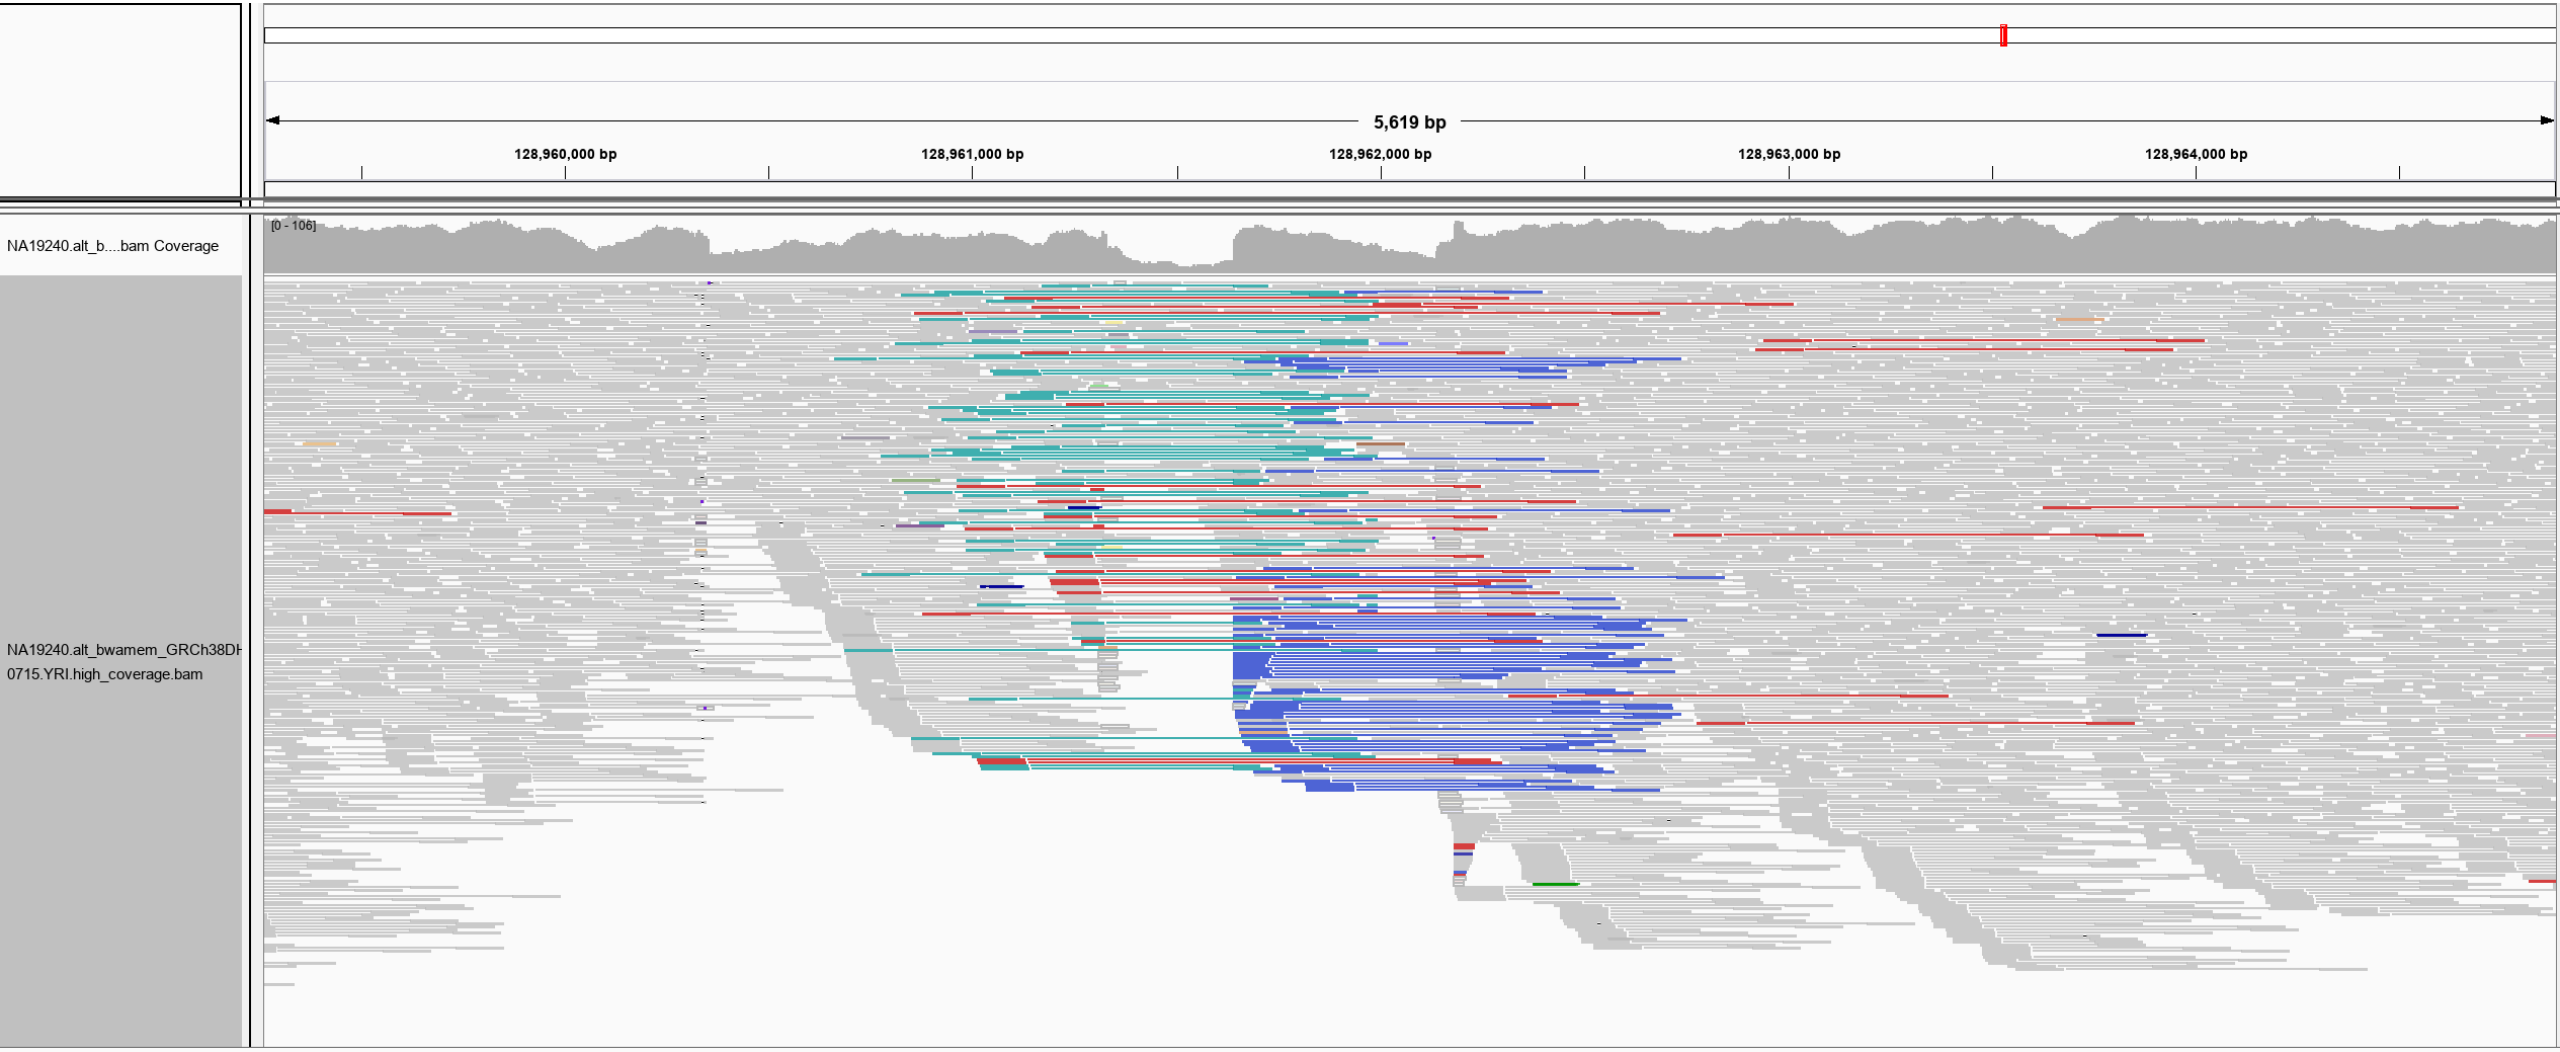 5,619 bp
128,960,000 bp
128,961,000 bp
128,962,000 bp
128,963,000 bp
128,964,000 bp
[0 - 106]
NA19240.alt_b....bam Coverage
NA19240.alt_bwamem_GRCh38DH
0715.YRI.high_coverage.bam